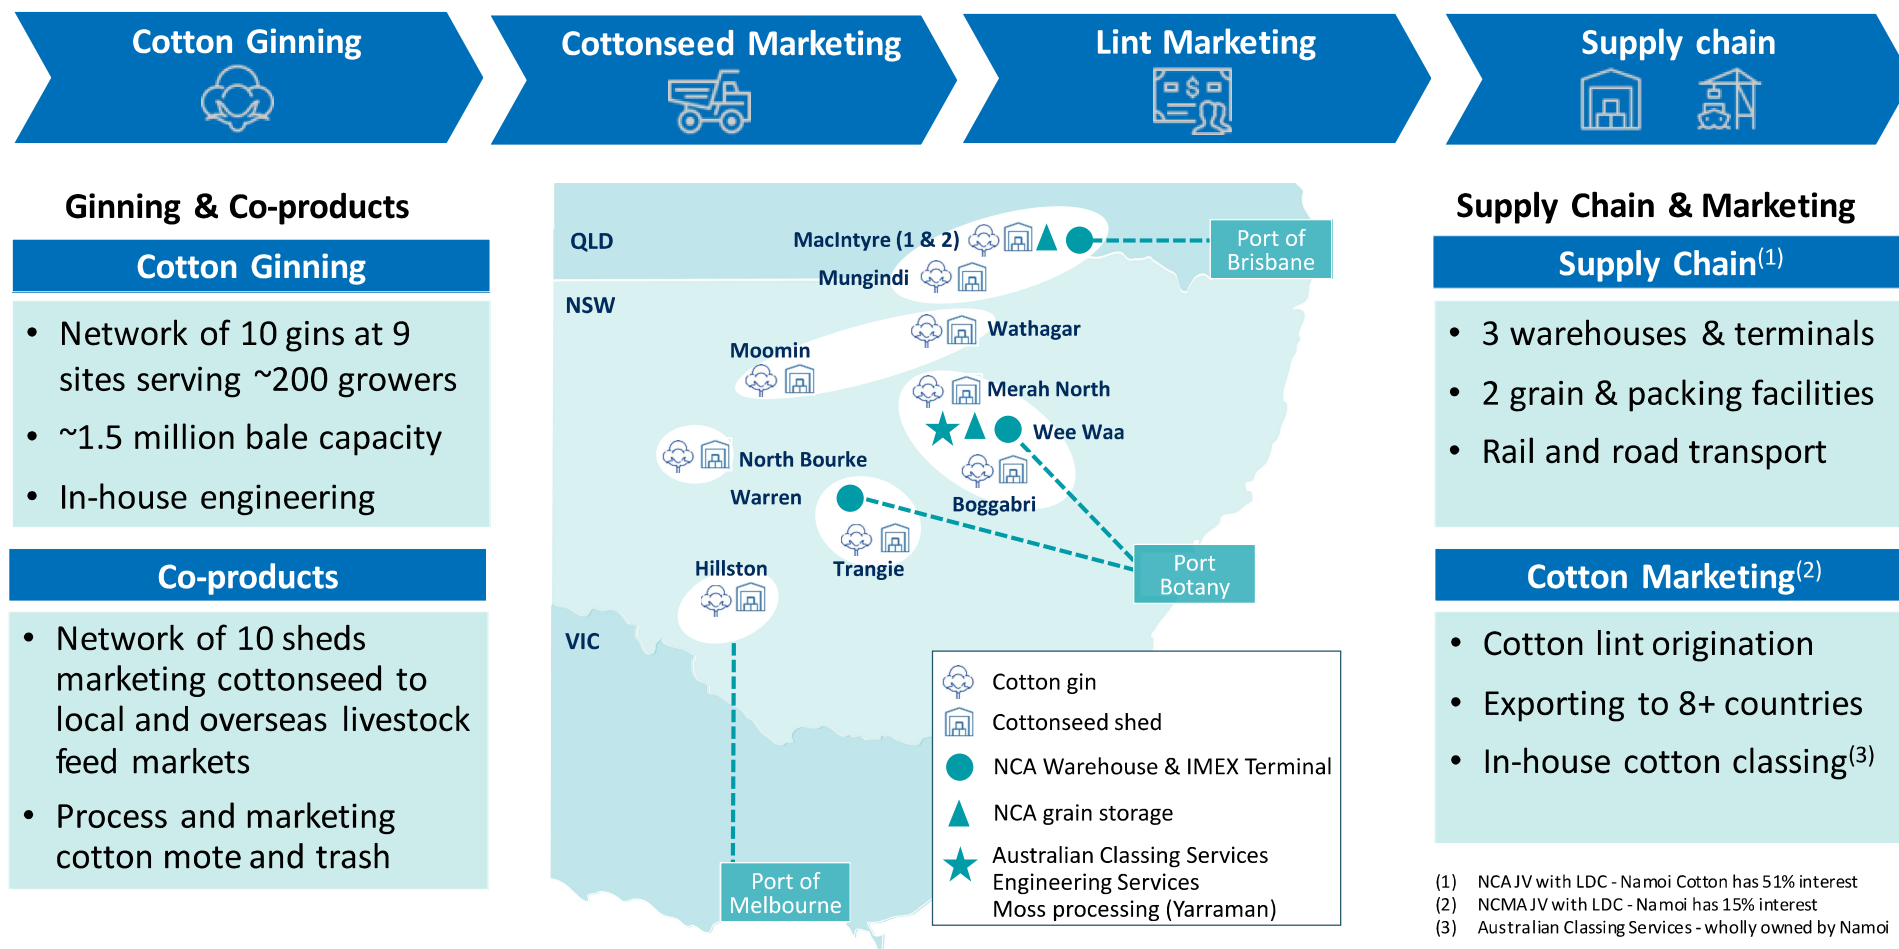 Cotton Ginning
Cottonseed Marketing
Lint Marketing
Supply chain
Ginning & Co-products
Cotton Ginning
• Network of 10 gins at 9
sites serving ~200 growers
• ~1.5 million bale capacity
• In-house engineering
Co-products
• Network of 10 sheds
marketing cottonseed to
local and overseas livestock
feed markets
• Process and marketing
cotton mote and trash
QLD
MacIntyre (1 & 2)
Port of
Brisbane
Mungindi
NSW
Wathagar
Moomin
Merah North
Wee Waa
North Bourke
Warren
Boggabri
Trangie
Hillston
Port
Botany
VIC
Port of
Melbourne
Cotton gin
Cottonseed shed
NCA Warehouse & IMEX Terminal
NCA grain storage
Australian Classing Services
Engineering Services
Moss processing (Yarraman)
Supply Chain & Marketing
Supply Chain(1)
• 3 warehouses & terminals
• 2 grain & packing facilities
• Rail and road transport
Cotton Marketing(2)
• Cotton lint origination
• Exporting to 8+ countries
• In-house cotton classing(3)
(1) NCA JV with LDC - Namoi Cotton has 51% interest
(2) NCMA JV with LDC - Namoi has 15% interest
(3) Australian Classing Services - wholly owned by Namoi